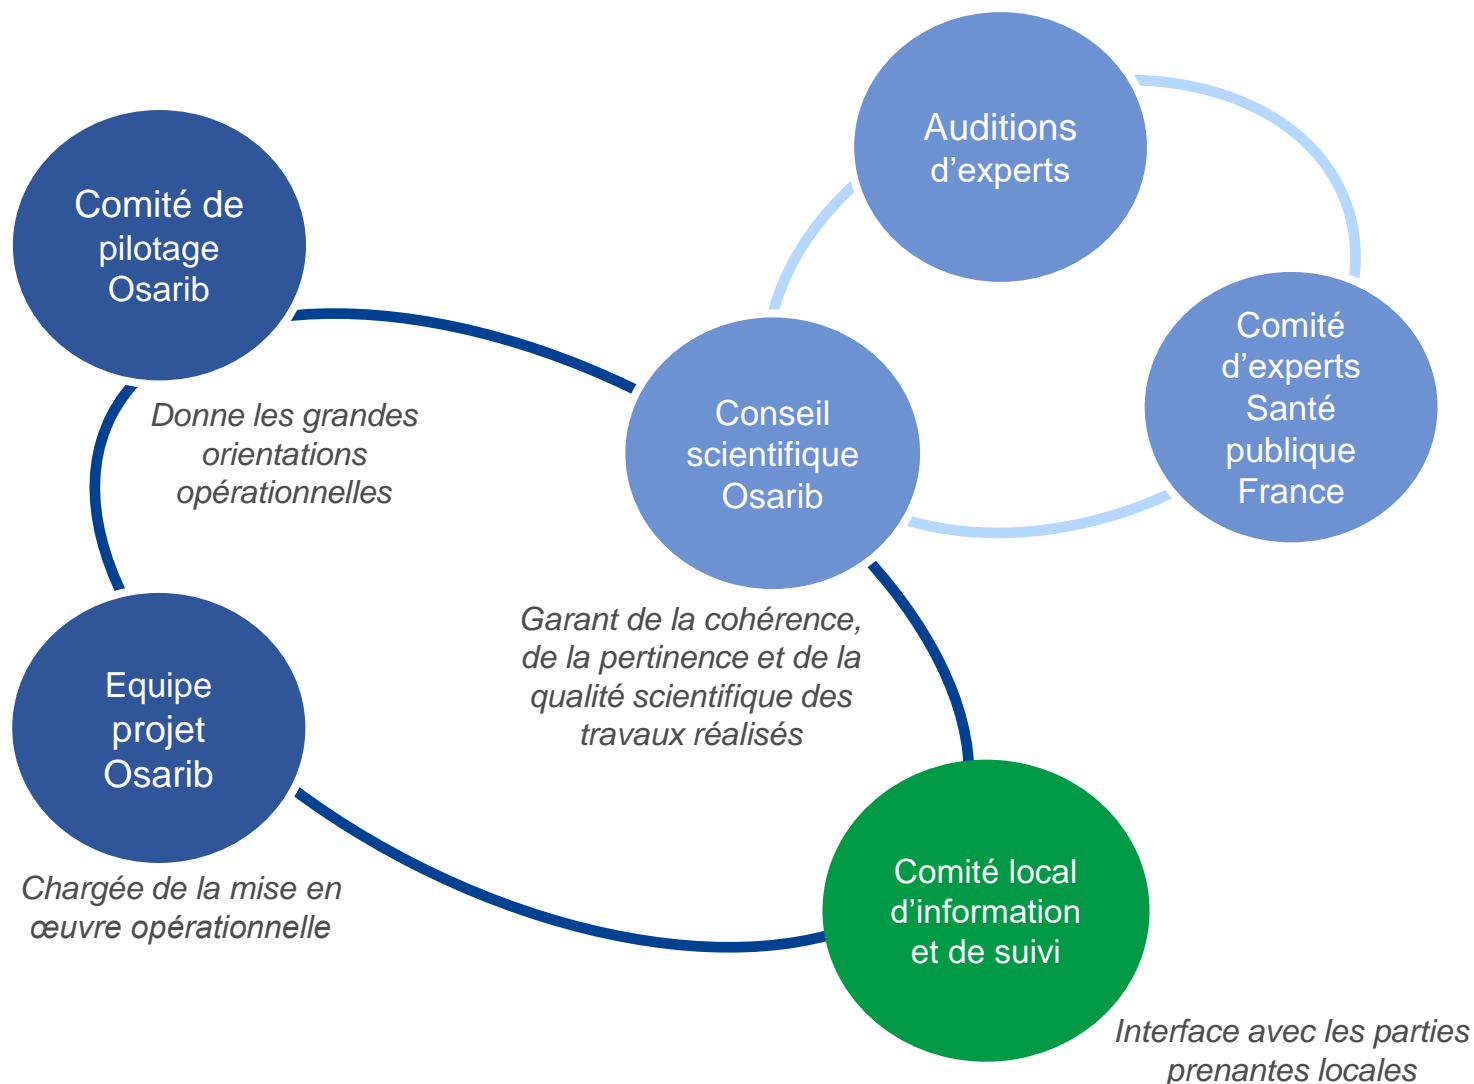 Auditions
d’experts
Comité de
pilotage
Osarib
Donne les grandes
orientations
opérationnelles
Comité
d’experts
Santé
publique
France
Conseil
scientifique
Osarib
Garant de la cohérence,
de la pertinence et de la
qualité scientifique des
travaux réalisés
Equipe
projet
Osarib
Chargée de la mise en
œuvre opérationnelle
Comité local
d’information
et de suivi
Interface avec les parties
prenantes locales